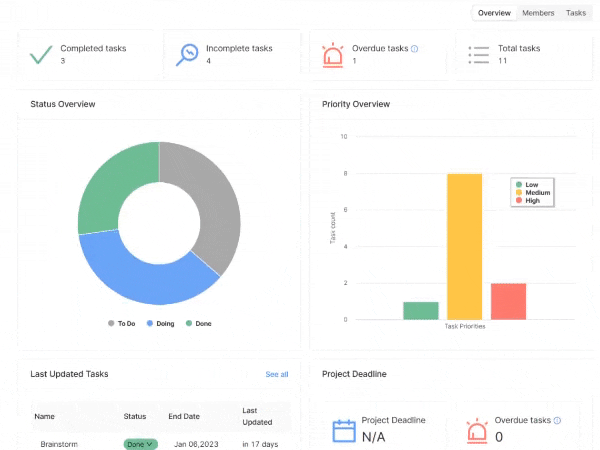 Overview Members Tasks
Completed tasks
3
Incomplete tasks
4
Overdue tasks
1
Total tasks
11
Status Overview
To Do Doing Done
Priority Overview
10
8
6
4
2
0
Task count
Low
Medium
High
Task Priorities
Last Updated Tasks See all
Name Status End Date Last Updated
Brainstorm Done Jan 06,2023 in 17 days
Project Deadline
Project Deadline
N/A
Overdue tasks
0